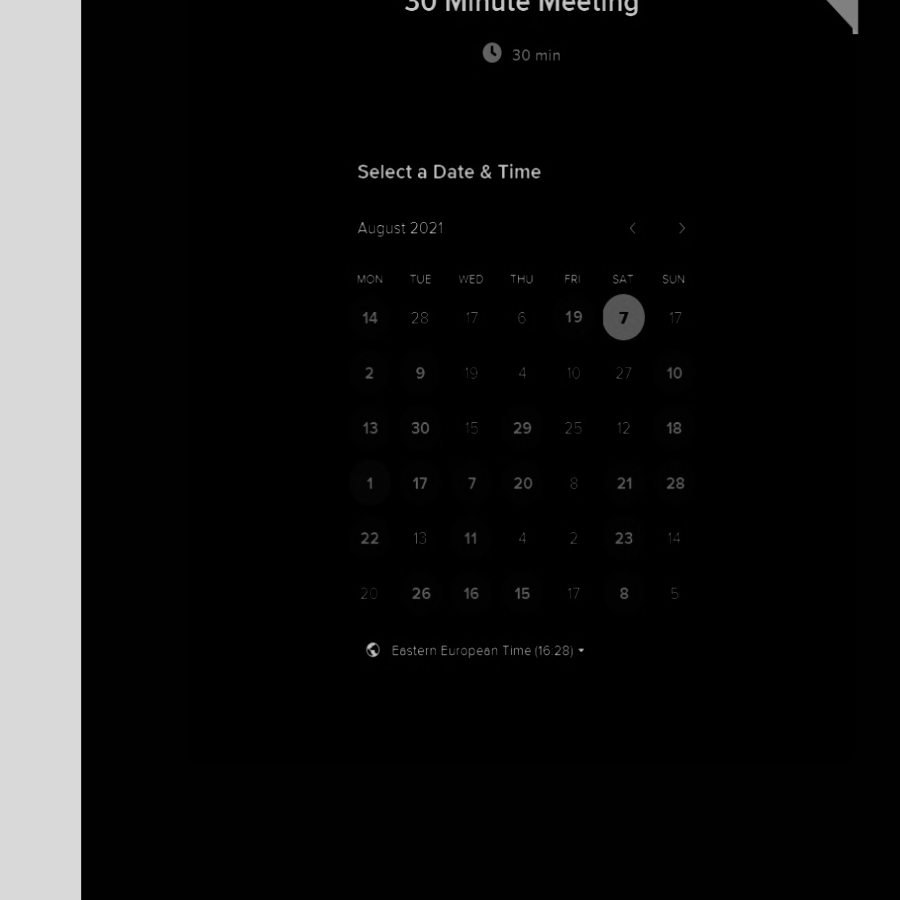 30 Minute Meeting
30 min
Select a Date & Time
August 2021
MON TUE WED THU FRI SAT SUN
14 28 17 6 19 7 17
2 9 19 4 10 27 10
13 30 15 29 25 12 18
1 17 7 20 8 21 28
22 13 11 4 2 23 14
20 26 16 15 17 8 5
Eastern European Time (16:28)